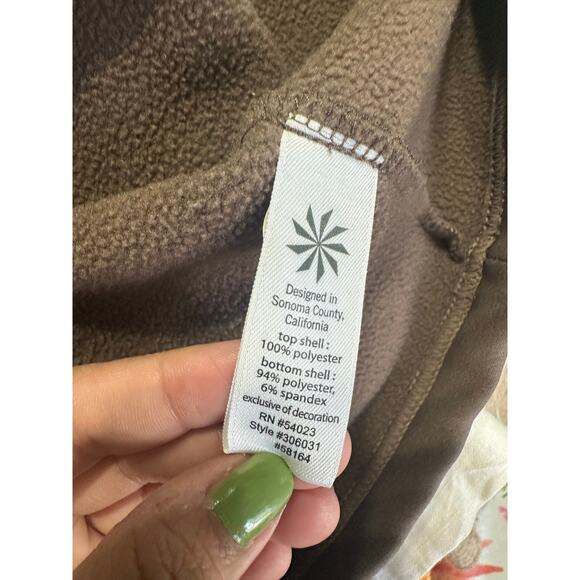 Designed in
Sonoma County,
California
top shell :
100% polyester
bottom shell :
94% polyester,
6% spandex
exclusive of decoration
RN #54023
Style #306031
#58164